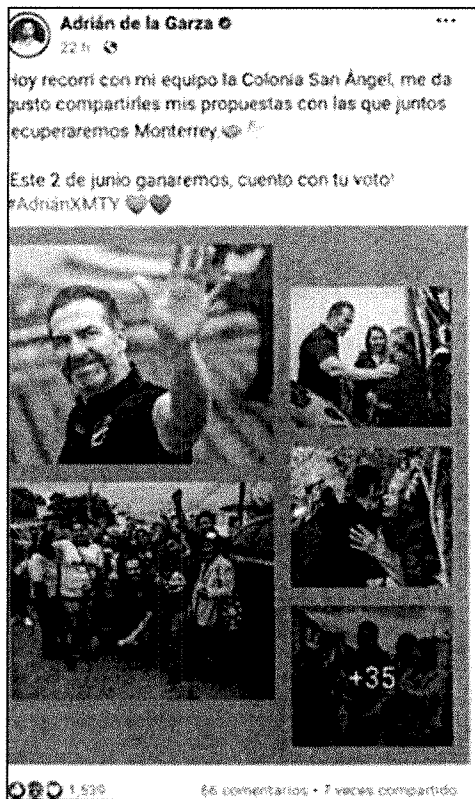 Adrián de la Garza
22 h
Hoy recorrí con mi equipo la Colonia San Ángel, me da
gusto compartirles mis propuestas con las que juntos
recuperaremos Monterrey.
¡Este 2 de junio ganaremos, cuento con tu voto!
#AdriánXMTY
+35
1,539
66 comentarios • 7 veces compartido